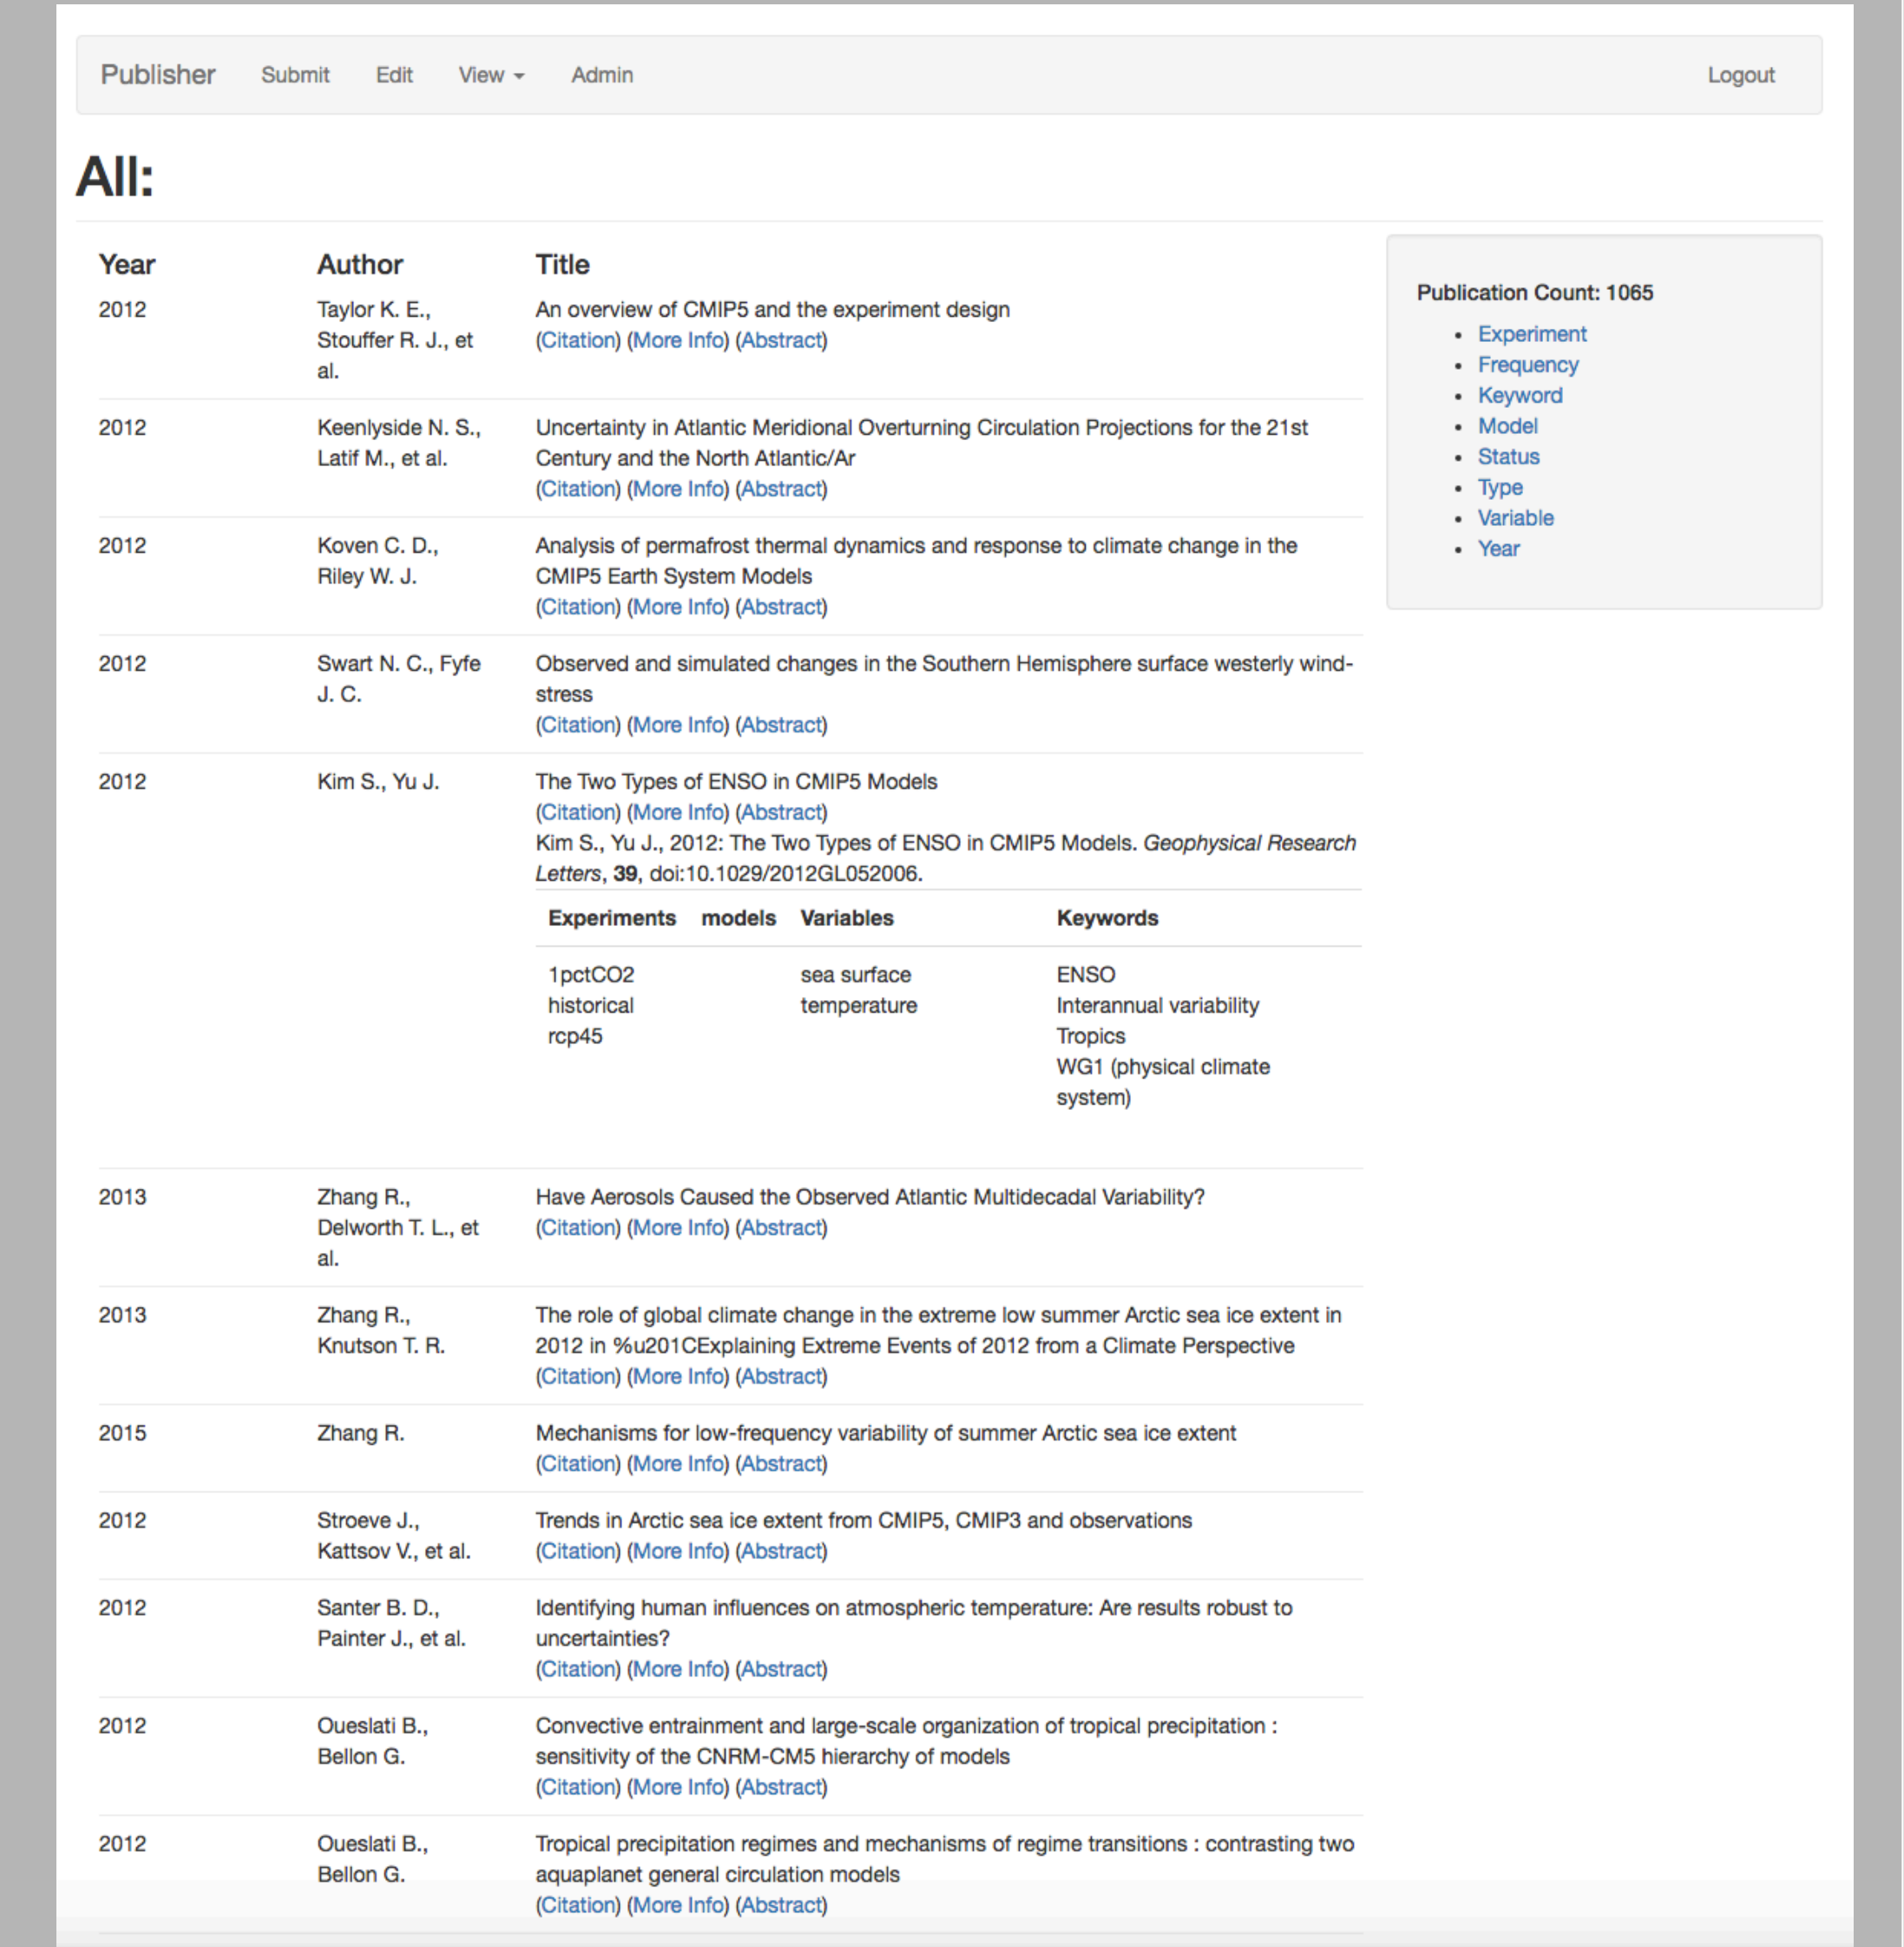 Publisher Submit Edit View Admin Logout
All:
Year Author Title
2012 Taylor K. E., An overview of CMIP5 and the experiment design
Stouffer R. J., et (Citation) (More Info) (Abstract)
al.
2012 Keenlyside N. S., Uncertainty in Atlantic Meridional Overturning Circulation Projections for the 21st
Latif M., et al. Century and the North Atlantic/Ar
(Citation) (More Info) (Abstract)
2012 Koven C. D., Analysis of permafrost thermal dynamics and response to climate change in the
Riley W. J. CMIP5 Earth System Models
(Citation) (More Info) (Abstract)
2012 Swart N. C., Fyfe Observed and simulated changes in the Southern Hemisphere surface westerly wind-
J. C. stress
(Citation) (More Info) (Abstract)
2012 Kim S., Yu J. The Two Types of ENSO in CMIP5 Models
(Citation) (More Info) (Abstract)
Kim S., Yu J., 2012: The Two Types of ENSO in CMIP5 Models. Geophysical Research
Letters, 39, doi:10.1029/2012GL052006.
Experiments models Variables Keywords
1pctCO2 sea surface ENSO
historical temperature Interannual variability
rcp45 Tropics
WG1 (physical climate
system)
2013 Zhang R., Have Aerosols Caused the Observed Atlantic Multidecadal Variability?
Delworth T. L., et (Citation) (More Info) (Abstract)
al.
2013 Zhang R., The role of global climate change in the extreme low summer Arctic sea ice extent in
Knutson T. R. 2012 in %u201CExplaining Extreme Events of 2012 from a Climate Perspective
(Citation) (More Info) (Abstract)
2015 Zhang R. Mechanisms for low-frequency variability of summer Arctic sea ice extent
(Citation) (More Info) (Abstract)
2012 Stroeve J., Trends in Arctic sea ice extent from CMIP5, CMIP3 and observations
Kattsov V., et al. (Citation) (More Info) (Abstract)
2012 Santer B. D., Identifying human influences on atmospheric temperature: Are results robust to
Painter J., et al. uncertainties?
(Citation) (More Info) (Abstract)
2012 Oueslati B., Convective entrainment and large-scale organization of tropical precipitation :
Bellon G. sensitivity of the CNRM-CM5 hierarchy of models
(Citation) (More Info) (Abstract)
2012 Oueslati B., Tropical precipitation regimes and mechanisms of regime transitions : contrasting two
Bellon G. aquaplanet general circulation models
(Citation) (More Info) (Abstract)
Publication Count: 1065
• Experiment
• Frequency
• Keyword
• Model
• Status
• Type
• Variable
• Year